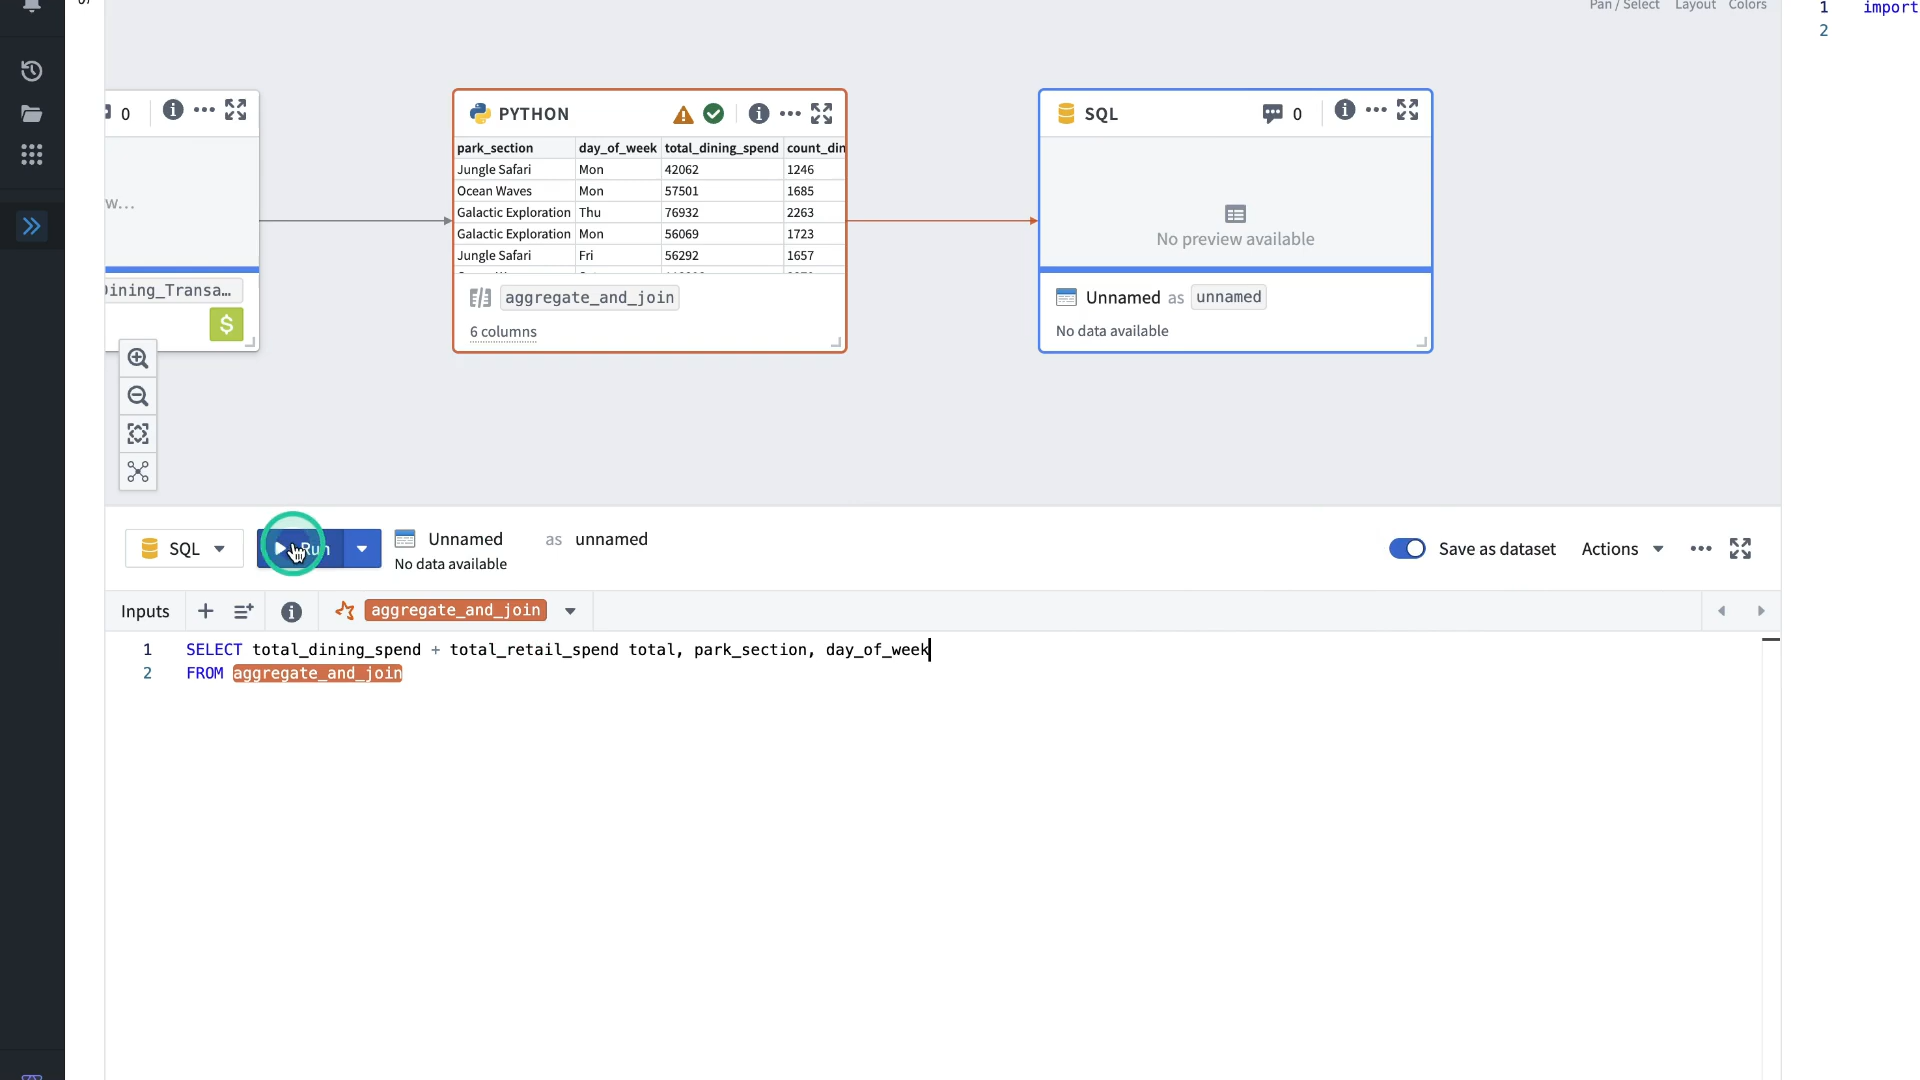 Pan / Select Layout Colors
1 import
2
0
w...
ining_Transa...
$
PYTHON
park_section day_of_week total_dining_spend count_din
Jungle Safari Mon 42062 1246
Ocean Waves Mon 57501 1685
Galactic Exploration Thu 76932 2263
Galactic Exploration Mon 56069 1723
Jungle Safari Fri 56292 1657
aggregate_and_join
6 columns
SQL 0
No preview available
Unnamed as unnamed
No data available
SQL Run Unnamed as unnamed
No data available
Save as dataset Actions
Inputs aggregate_and_join
1 SELECT total_dining_spend + total_retail_spend total, park_section, day_of_week
2 FROM aggregate_and_join